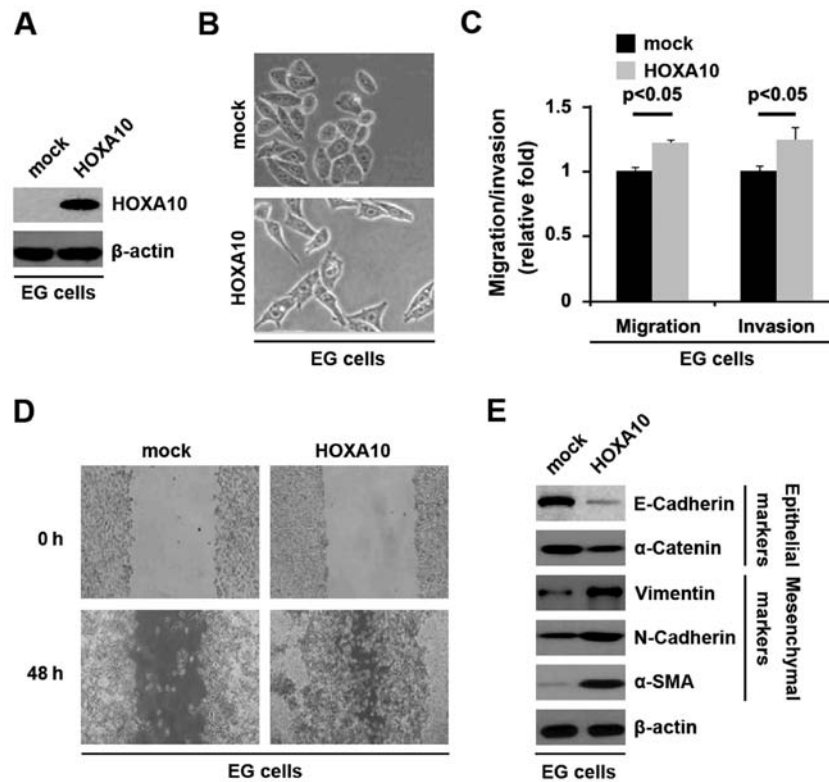 A
mock
HOXA10
HOXA10
β-actin
EG cells
B
mock
HOXA10
EG cells
C
mock
HOXA10
p<0.05
p<0.05
Migration/invasion
(relative fold)
1.5
1
0.5
0
Migration
Invasion
EG cells
D
mock
HOXA10
0 h
48 h
EG cells
E
mock
HOXA10
E-Cadherin
α-Catenin
Vimentin
N-Cadherin
α-SMA
β-actin
Epithelial
markers
Mesenchymal
markers
EG cells